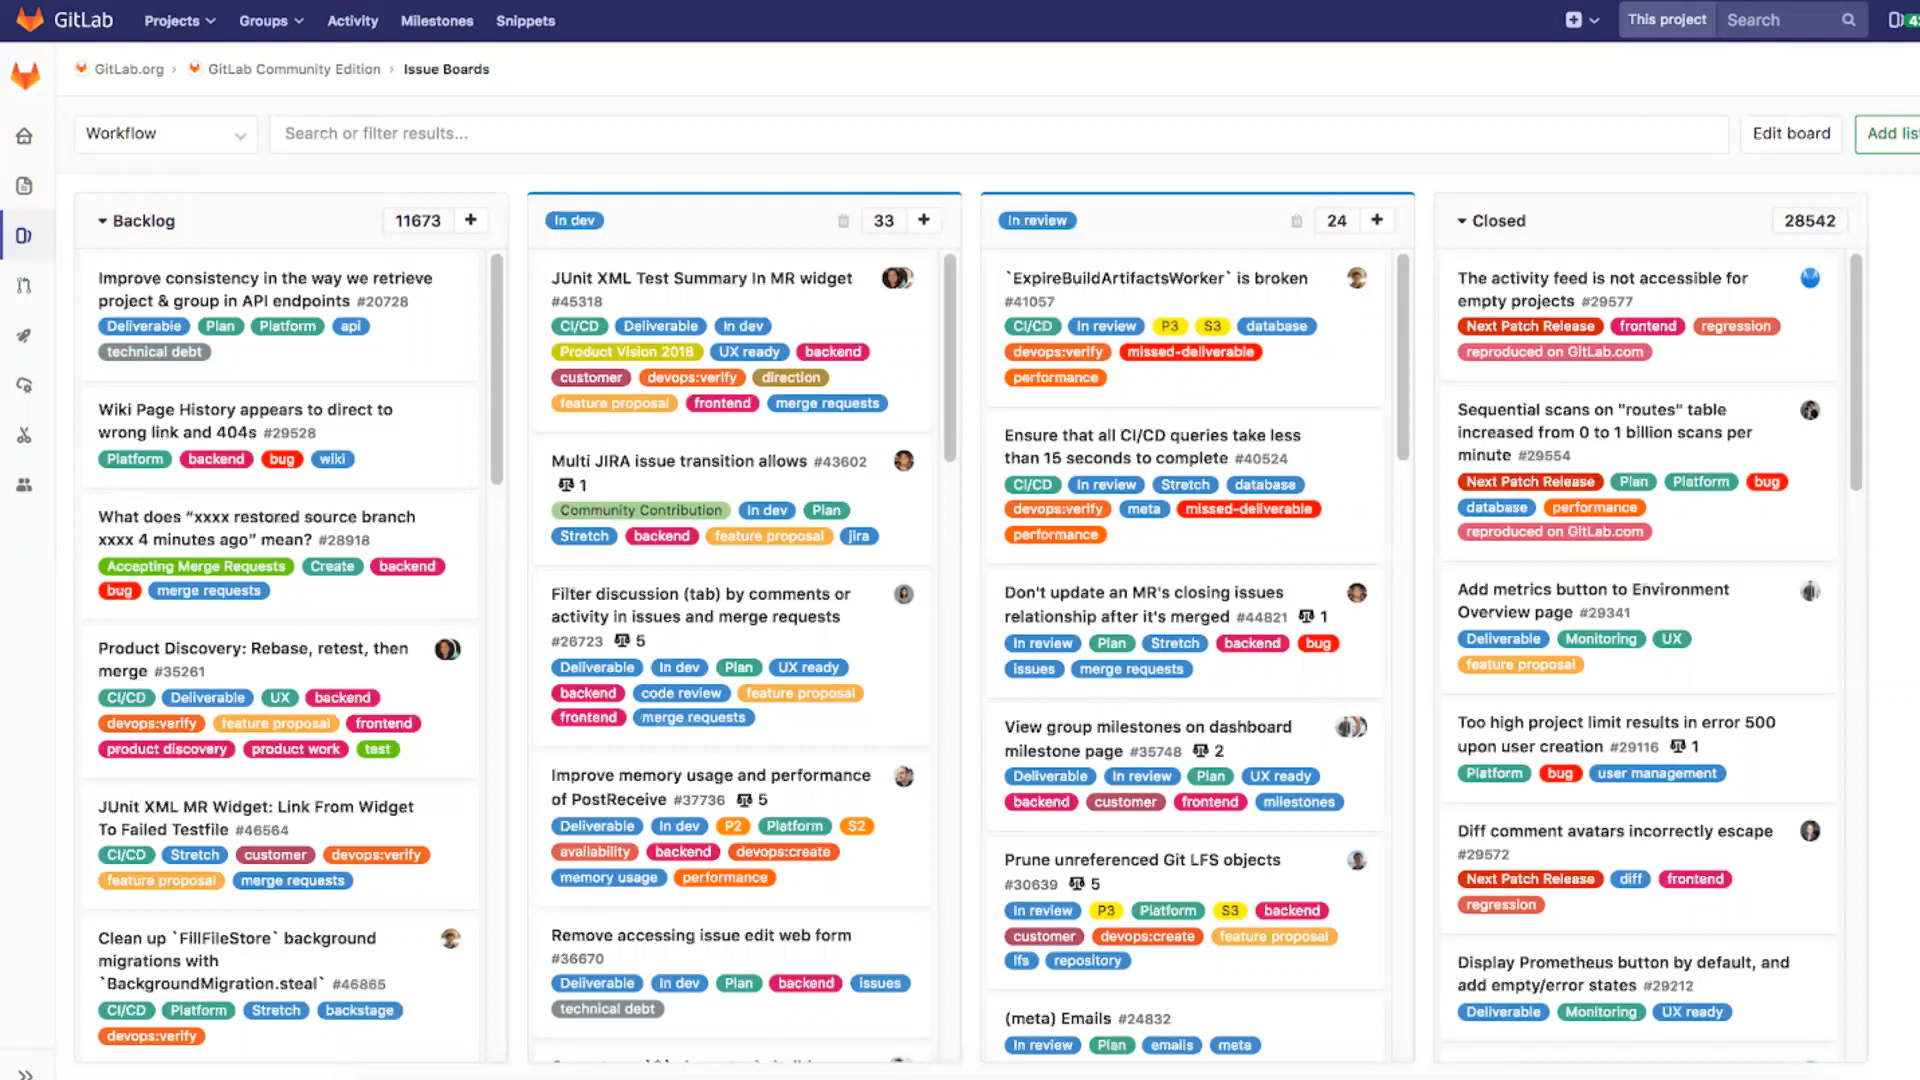 GitLab Projects Groups Activity Milestones Snippets This project Search
GitLab.org › GitLab Community Edition › Issue Boards
Workflow Search or filter results... Edit board Add lis
Backlog 11673 +
Improve consistency in the way we retrieve
project & group in API endpoints #20728
Deliverable Plan Platform api
technical debt
Wiki Page History appears to direct to
wrong link and 404s #29528
Platform backend bug wiki
What does “xxxx restored source branch
xxxx 4 minutes ago” mean? #28918
Accepting Merge Requests Create backend
bug merge requests
Product Discovery: Rebase, retest, then
merge #35261
CI/CD Deliverable UX backend
devops:verify feature proposal frontend
product discovery product work test
JUnit XML MR Widget: Link From Widget
To Failed Testfile #46564
CI/CD Stretch customer devops:verify
feature proposal merge requests
Clean up `FillFileStore` background
migrations with
`BackgroundMigration.steal` #46865
CI/CD Platform Stretch backstage
devops:verify
In dev 33 +
JUnit XML Test Summary In MR widget
#45318
CI/CD Deliverable In dev
Product Vision 2018 UX ready backend
customer devops:verify direction
feature proposal frontend merge requests
Multi JIRA issue transition allows #43602
1
Community Contribution In dev Plan
Stretch backend feature proposal jira
Filter discussion (tab) by comments or
activity in issues and merge requests
#26723 5
Deliverable In dev Plan UX ready
backend code review feature proposal
frontend merge requests
Improve memory usage and performance
of PostReceive #37736 5
Deliverable In dev P2 Platform S2
availability backend devops:create
memory usage performance
Remove accessing issue edit web form
#36670
Deliverable In dev Plan backend issues
technical debt
In review 24 +
`ExpireBuildArtifactsWorker` is broken
#41057
CI/CD In review P3 S3 database
devops:verify missed-deliverable
performance
Ensure that all CI/CD queries take less
than 15 seconds to complete #40524
CI/CD In review Stretch database
devops:verify meta missed-deliverable
performance
Don't update an MR's closing issues
relationship after it's merged #44821 1
In review Plan Stretch backend bug
issues merge requests
View group milestones on dashboard
milestone page #35748 2
Deliverable In review Plan UX ready
backend customer frontend milestones
Prune unreferenced Git LFS objects
#30639 5
In review P3 Platform S3 backend
customer devops:create feature proposal
lfs repository
(meta) Emails #24832
In review Plan emails meta
Closed 28542
The activity feed is not accessible for
empty projects #29577
Next Patch Release frontend regression
reproduced on GitLab.com
Sequential scans on "routes" table
increased from 0 to 1 billion scans per
minute #29554
Next Patch Release Plan Platform bug
database performance
reproduced on GitLab.com
Add metrics button to Environment
Overview page #29341
Deliverable Monitoring UX
feature proposal
Too high project limit results in error 500
upon user creation #29116 1
Platform bug user management
Diff comment avatars incorrectly escape
#29572
Next Patch Release diff frontend
regression
Display Prometheus button by default, and
add empty/error states #29212
Deliverable Monitoring UX ready